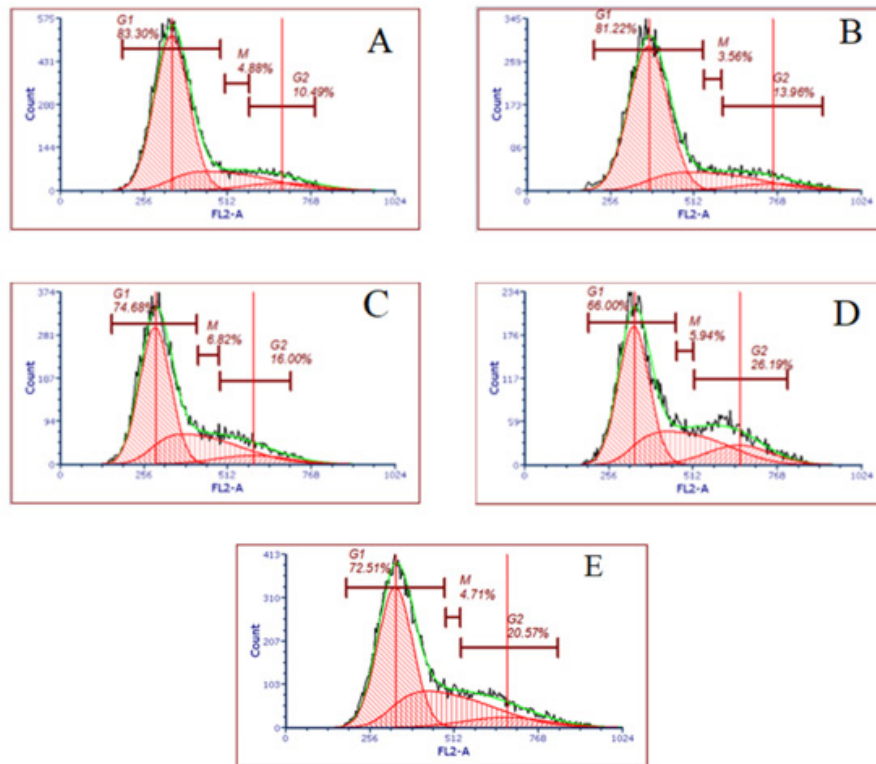 A
G1
83.30%
M
4.88%
G2
10.49%
575
431
200
144
0
Count
0
256
512
768
1024
FL2-A
B
G1
81.22%
M
3.56%
G2
13.96%
345
259
173
06
0
Count
0
256
512
768
1024
FL2-A
C
G1
74.68%
M
6.82%
G2
16.00%
374
281
107
94
0
Count
0
256
512
768
1024
FL2-A
D
G1
66.00%
M
5.94%
G2
26.19%
234
176
117
59
0
Count
0
256
512
768
1024
FL2-A
E
G1
72.51%
M
4.71%
G2
20.57%
413
310
207
103
0
Count
0
256
512
768
1024
FL2-A